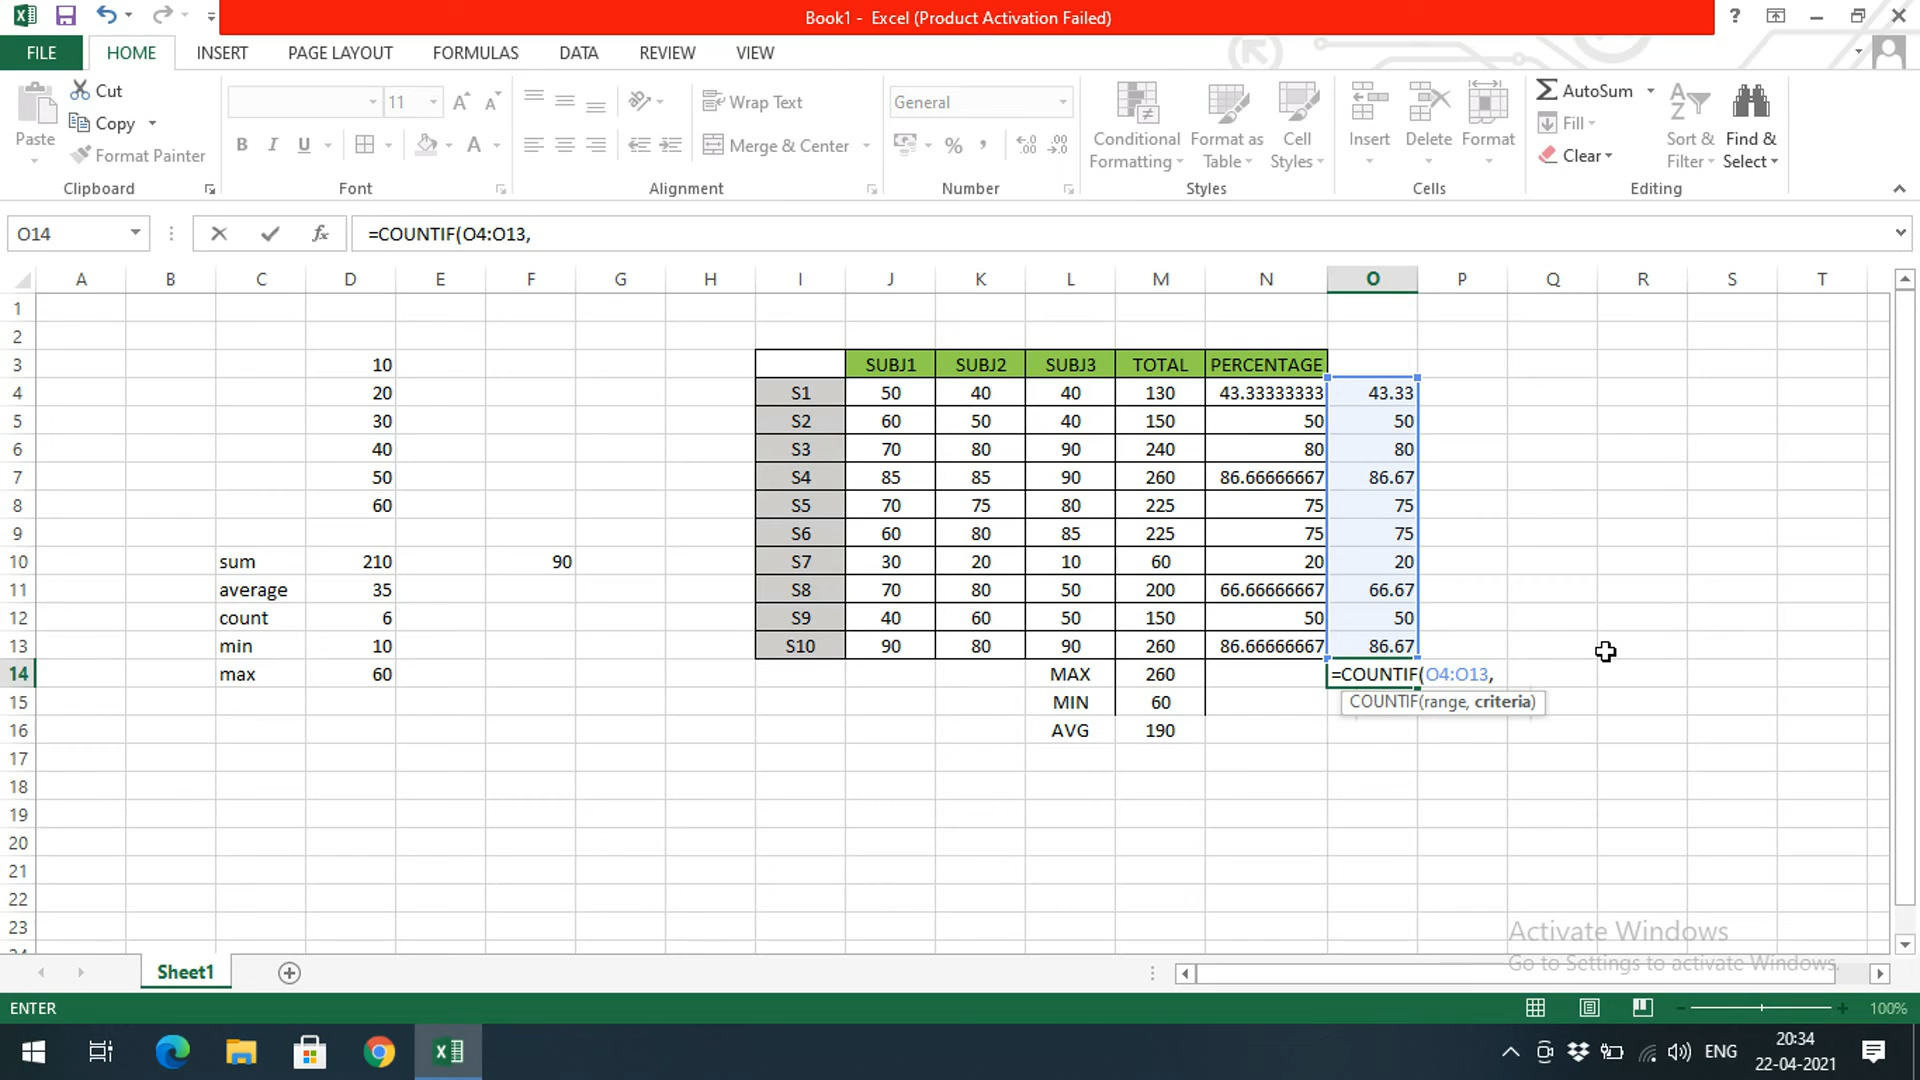 Book1 - Excel (Product Activation Failed)
FILE HOME INSERT PAGE LAYOUT FORMULAS DATA REVIEW VIEW
Paste
Cut
Copy
Format Painter
11
B I U A
Wrap Text
Merge & Center
General
%
Conditional Formatting
Format as Table
Cell Styles
Insert
Delete
Format
AutoSum
Fill
Clear
Sort & Filter
Find & Select
Clipboard Font Alignment Number Styles Cells Editing
O14 fx =COUNTIF(O4:O13,
A B C D E F G H I J K L M N O P Q R S T
1
2
3 10 SUBJ1 SUBJ2 SUBJ3 TOTAL PERCENTAGE
4 20 S1 50 40 40 130 43.33333333 43.33
5 30 S2 60 50 40 150 50 50
6 40 S3 70 80 90 240 80 80
7 50 S4 85 85 90 260 86.66666667 86.67
8 60 S5 70 75 80 225 75 75
9 S6 60 80 85 225 75 75
10 sum 210 90 S7 30 20 10 60 20 20
11 average 35 S8 70 80 50 200 66.66666667 66.67
12 count 6 S9 40 60 50 150 50 50
13 min 10 S10 90 80 90 260 86.66666667 86.67
14 max 60 MAX 260 =COUNTIF(O4:O13,
15 MIN 60 COUNTIF(range, criteria)
16 AVG 190
17
18
19
20
21
22
23
Activate Windows
Go to Settings to activate Windows.
Sheet1
ENTER 100%
ENG
20:34
22-04-2021